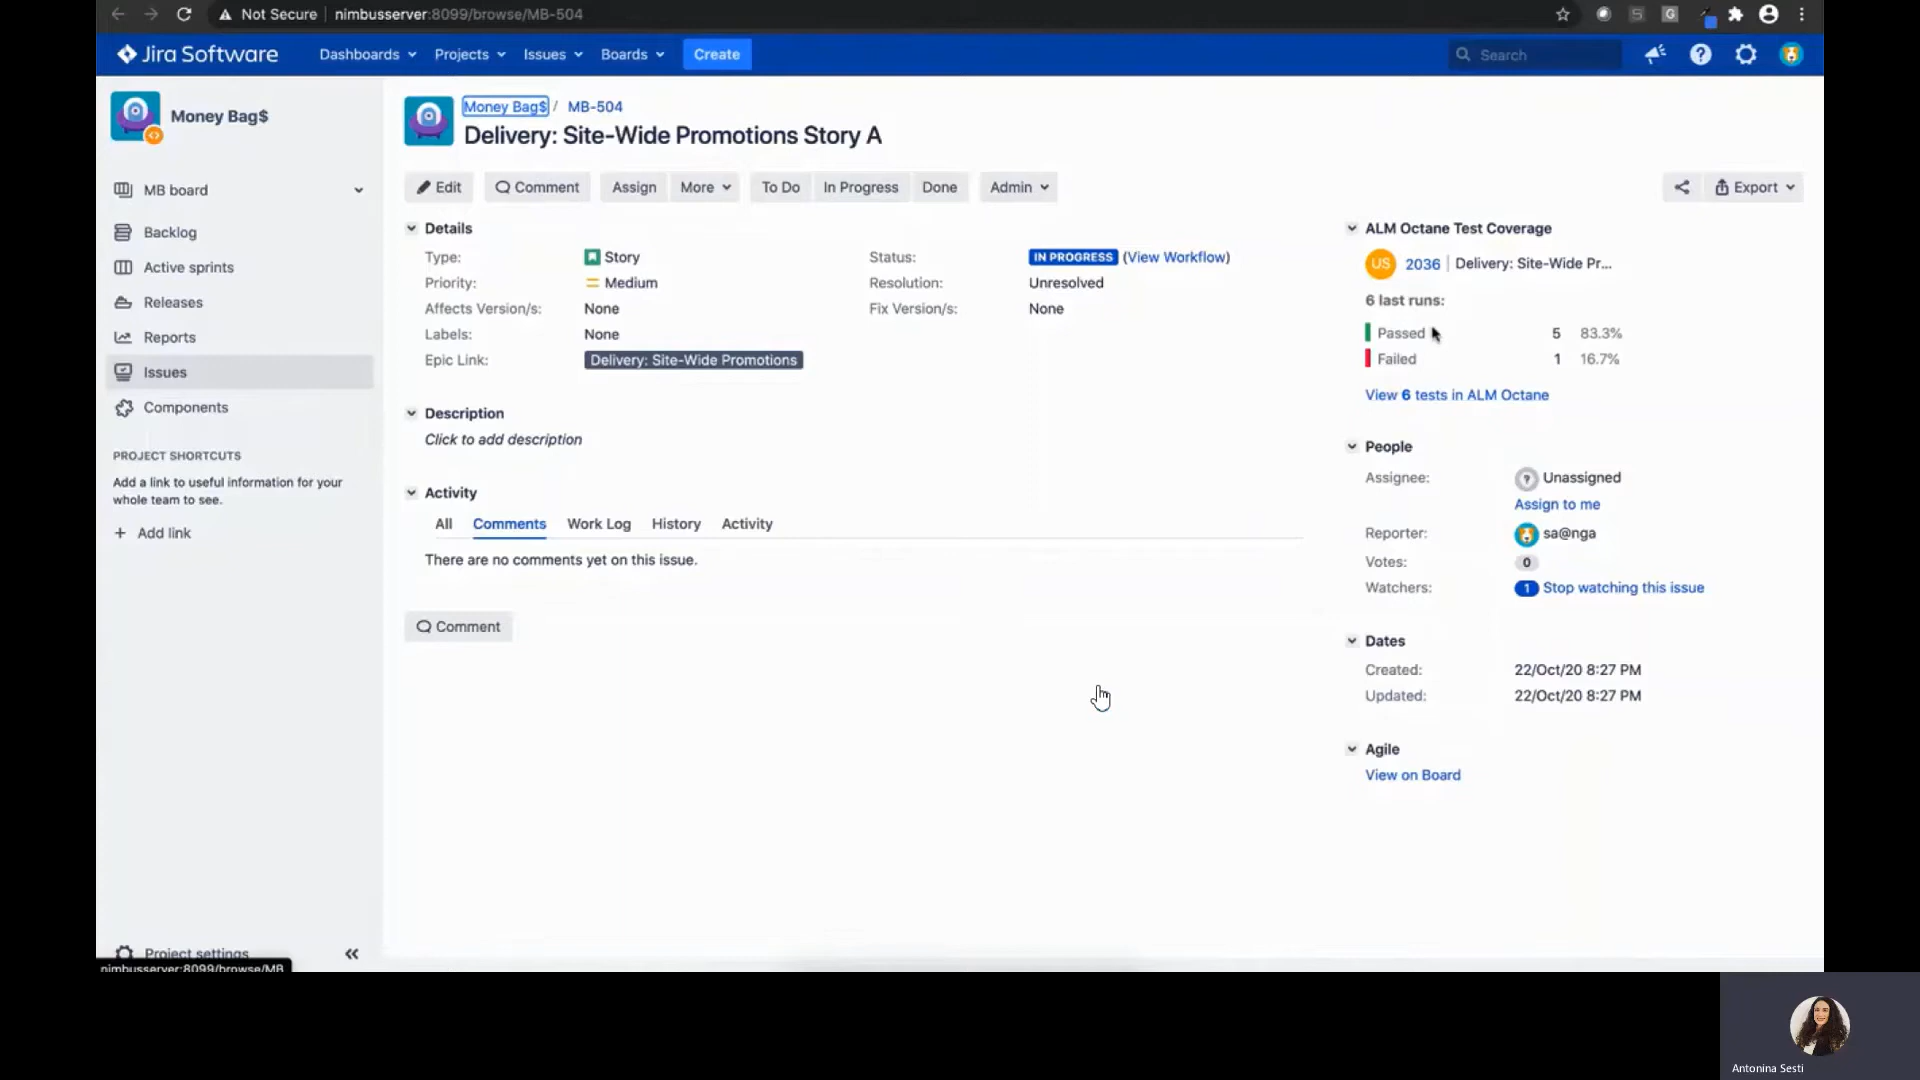 Not Secure | nimbusserver:8099/browse/MB-504
Jira Software Dashboards Projects Issues Boards Create Search
Money Bag$
MB board
Backlog
Active sprints
Releases
Reports
Issues
Components
PROJECT SHORTCUTS
Add a link to useful information for your
whole team to see.
+ Add link
Project settings
nimbusserver:8099/browse/MB
Money Bag$ / MB-504
Delivery: Site-Wide Promotions Story A
Edit Comment Assign More To Do In Progress Done Admin Export
Details
Type: Story
Priority: Medium
Affects Version/s: None
Labels: None
Epic Link: Delivery: Site-Wide Promotions
Status: IN PROGRESS (View Workflow)
Resolution: Unresolved
Fix Version/s: None
Description
Click to add description
Activity
All Comments Work Log History Activity
There are no comments yet on this issue.
Comment
ALM Octane Test Coverage
US 2036 | Delivery: Site-Wide Pr...
6 last runs:
Passed 5 83.3%
Failed 1 16.7%
View 6 tests in ALM Octane
People
Assignee: Unassigned
Assign to me
Reporter: sa@nga
Votes: 0
Watchers: 1 Stop watching this issue
Dates
Created: 22/Oct/20 8:27 PM
Updated: 22/Oct/20 8:27 PM
Agile
View on Board
Antonina Sesti